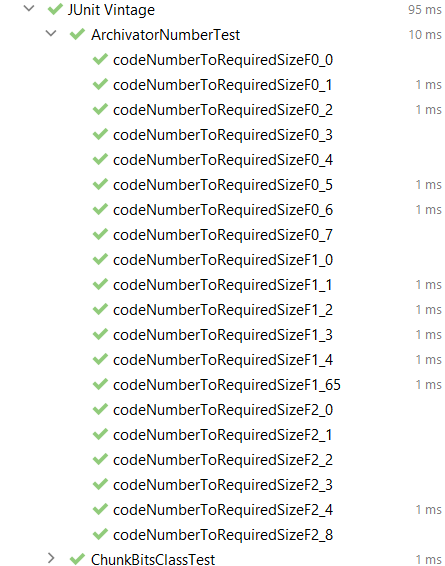 JUnit Vintage 95 ms
ArchivatorNumberTest 10 ms
codeNumberToRequiredSizeF0_0
codeNumberToRequiredSizeF0_1 1 ms
codeNumberToRequiredSizeF0_2 1 ms
codeNumberToRequiredSizeF0_3
codeNumberToRequiredSizeF0_4
codeNumberToRequiredSizeF0_5 1 ms
codeNumberToRequiredSizeF0_6 1 ms
codeNumberToRequiredSizeF0_7
codeNumberToRequiredSizeF1_0
codeNumberToRequiredSizeF1_1 1 ms
codeNumberToRequiredSizeF1_2 1 ms
codeNumberToRequiredSizeF1_3 1 ms
codeNumberToRequiredSizeF1_4 1 ms
codeNumberToRequiredSizeF1_65 1 ms
codeNumberToRequiredSizeF2_0
codeNumberToRequiredSizeF2_1
codeNumberToRequiredSizeF2_2
codeNumberToRequiredSizeF2_3
codeNumberToRequiredSizeF2_4 1 ms
codeNumberToRequiredSizeF2_8
ChunkBitsClassTest 1 ms